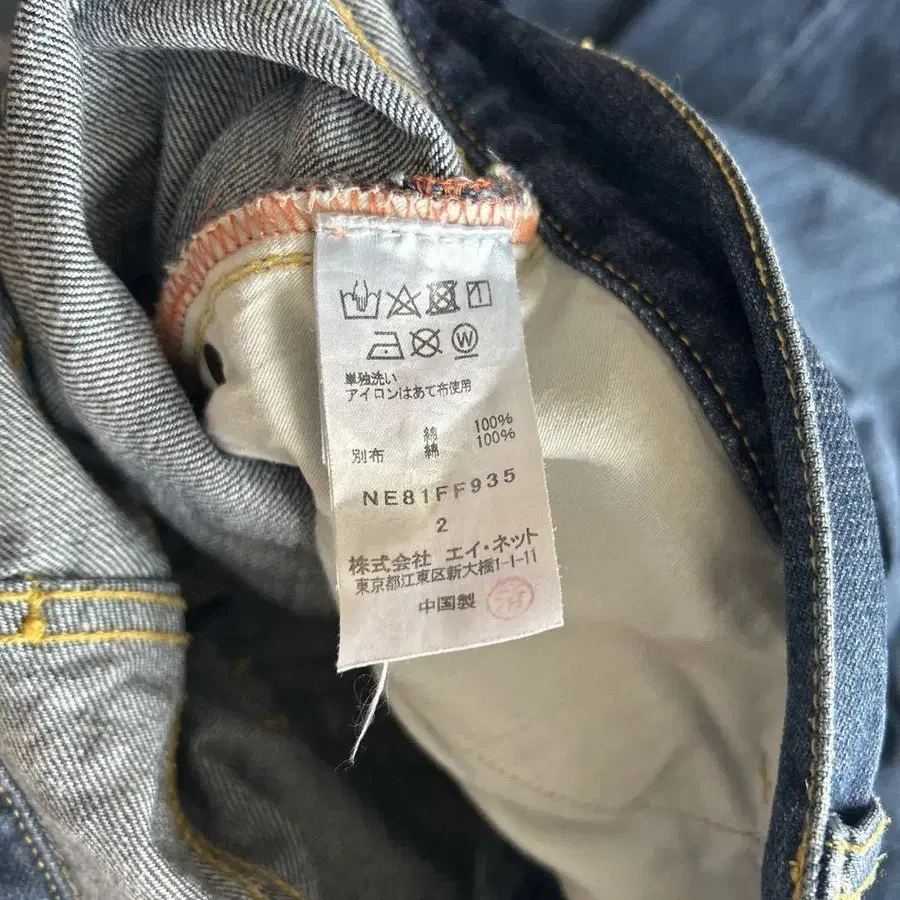 単独洗い
アイロンはあて布使用
綿 100%
別布 綿 100%
NE81FF935
2
株式会社 エイ・ネット
東京都江東区新大橋1-1-11
中国製